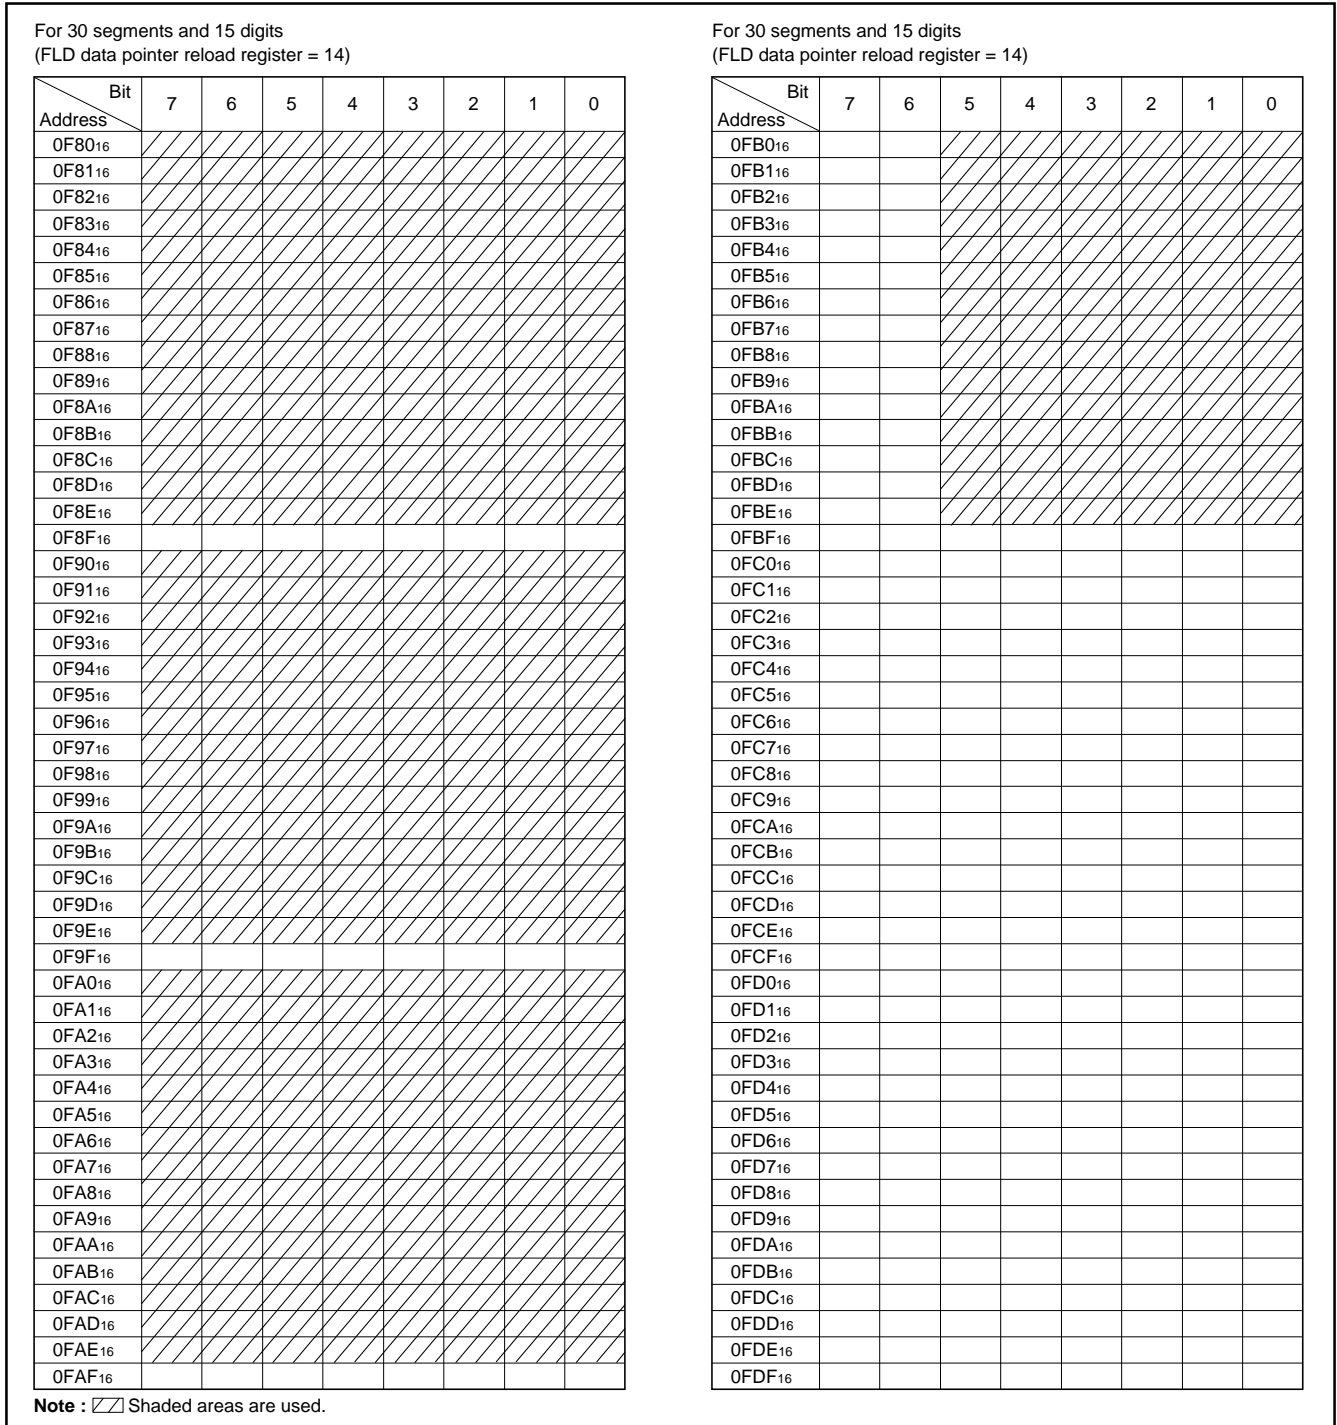 For 30 segments and 15 digits
(FLD data pointer reload register = 14)
Bit
Address
7 6 5 4 3 2 1 0
0F8016
0F8116
0F8216
0F8316
0F8416
0F8516
0F8616
0F8716
0F8816
0F8916
0F8A16
0F8B16
0F8C16
0F8D16
0F8E16
0F8F16
0F9016
0F9116
0F9216
0F9316
0F9416
0F9516
0F9616
0F9716
0F9816
0F9916
0F9A16
0F9B16
0F9C16
0F9D16
0F9E16
0F9F16
0FA016
0FA116
0FA216
0FA316
0FA416
0FA516
0FA616
0FA716
0FA816
0FA916
0FAA16
0FAB16
0FAC16
0FAD16
0FAE16
0FAF16
Note : Shaded areas are used.
For 30 segments and 15 digits
(FLD data pointer reload register = 14)
Bit
Address
7 6 5 4 3 2 1 0
0FB016
0FB116
0FB216
0FB316
0FB416
0FB516
0FB616
0FB716
0FB816
0FB916
0FBA16
0FBB16
0FBC16
0FBD16
0FBE16
0FBF16
0FC016
0FC116
0FC216
0FC316
0FC416
0FC516
0FC616
0FC716
0FC816
0FC916
0FCA16
0FCB16
0FCC16
0FCD16
0FCE16
0FCF16
0FD016
0FD116
0FD216
0FD316
0FD416
0FD516
0FD616
0FD716
0FD816
0FD916
0FDA16
0FDB16
0FDC16
0FDD16
0FDE16
0FDF16